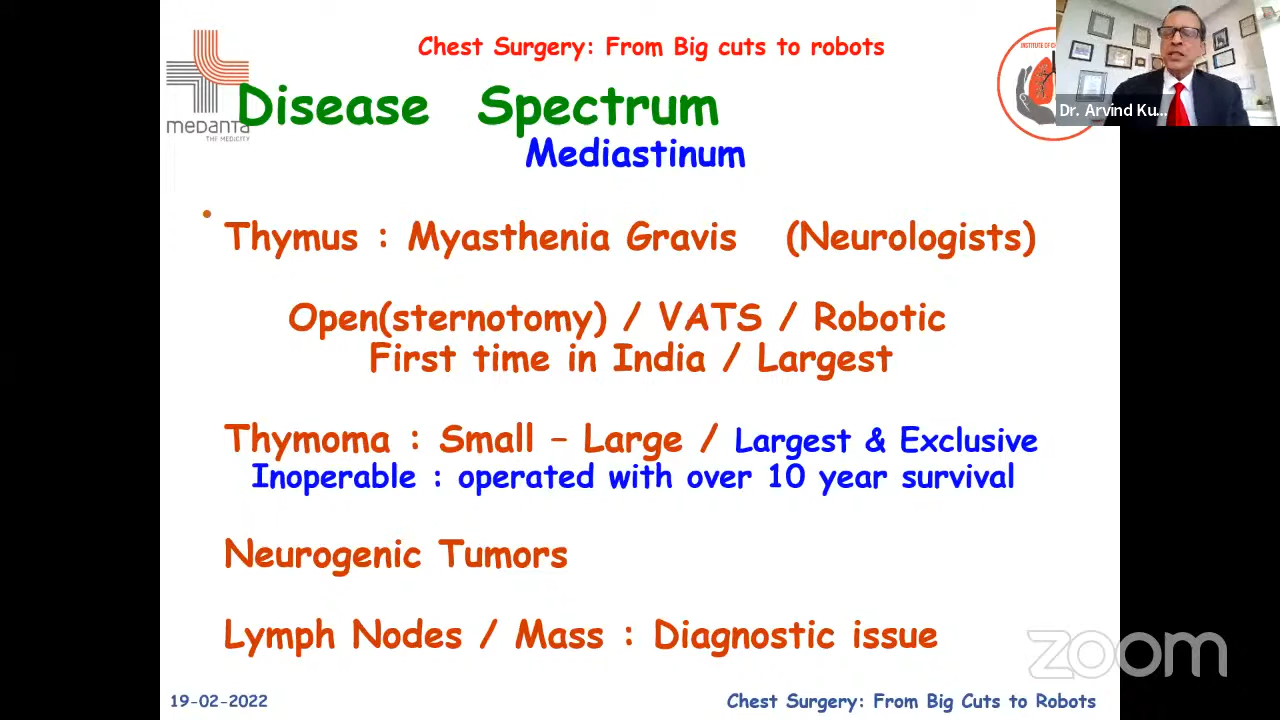 Chest Surgery: From Big cuts to robots
medanta
THE MEDICITY
INSTITUTE OF
Dr. Arvind Ku...
Disease Spectrum
Mediastinum
• Thymus : Myasthenia Gravis (Neurologists)
Open(sternotomy) / VATS / Robotic
First time in India / Largest
Thymoma : Small – Large / Largest & Exclusive
Inoperable : operated with over 10 year survival
Neurogenic Tumors
Lymph Nodes / Mass : Diagnostic issue
zoom
19-02-2022
Chest Surgery: From Big Cuts to Robots